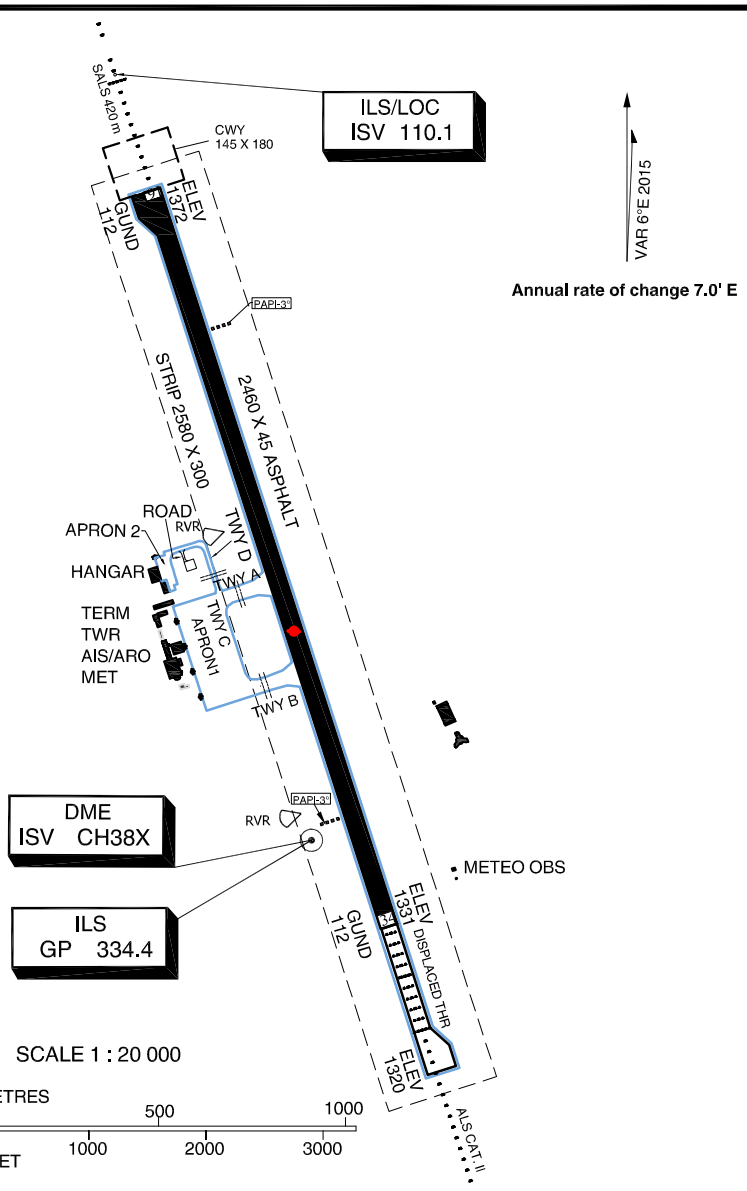 SALS 420 m
ILS/LOC
ISV 110.1
CWY
145 X 180
VAR 6°E 2015
Annual rate of change 7.0' E
ELEV
1372
GUND
112
PAPI-3°
STRIP 2580 X 300
2460 X 45 ASPHALT
ROAD
RVR
APRON 2
TWY D
HANGAR
TWY A
TERM
TWR
AIS/ARO
MET
TWY C
APRON1
TWY B
DME
ISV CH38X
RVR
PAPI-3°
METEO OBS
ILS
GP 334.4
34
ELEV
1331
GUND
112
DISPLACED THR
ELEV
1320
SCALE 1 : 20 000
ETRES
500
1000
1000
2000
3000
ET
ALS CAT. II